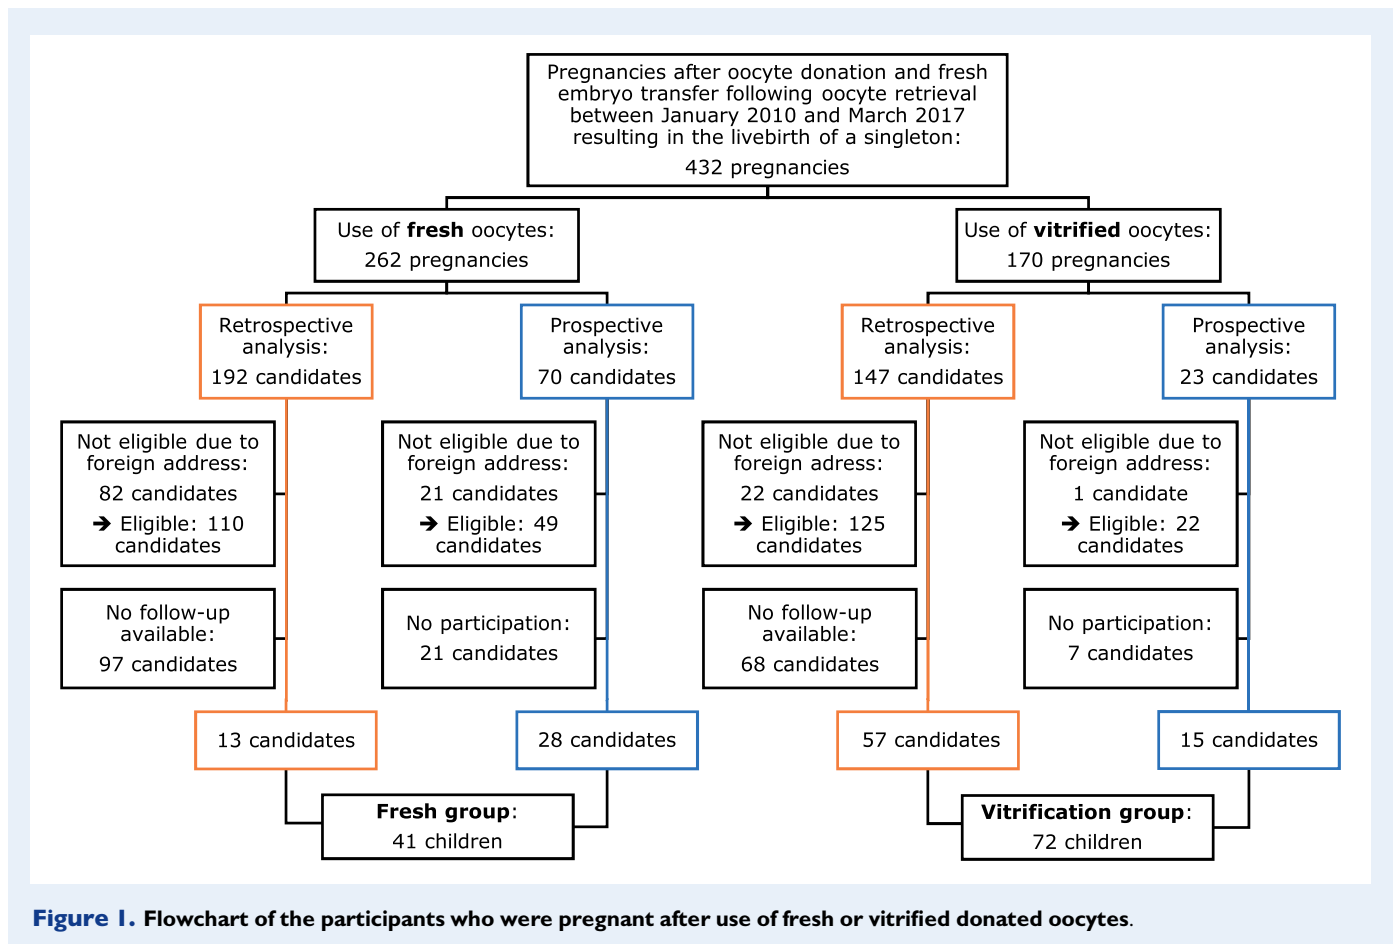 Pregnancies after oocyte donation and fresh
embryo transfer following oocyte retrieval
between January 2010 and March 2017
resulting in the livebirth of a singleton:
432 pregnancies
Use of fresh oocytes:
262 pregnancies
Use of vitrified oocytes:
170 pregnancies
Retrospective
analysis:
192 candidates
Prospective
analysis:
70 candidates
Retrospective
analysis:
147 candidates
Prospective
analysis:
23 candidates
Not eligible due to
foreign address:
82 candidates
➔ Eligible: 110
candidates
Not eligible due to
foreign address:
21 candidates
➔ Eligible: 49
candidates
Not eligible due to
foreign adress:
22 candidates
➔ Eligible: 125
candidates
Not eligible due to
foreign address:
1 candidate
➔ Eligible: 22
candidates
No follow-up
available:
97 candidates
No participation:
21 candidates
No follow-up
available:
68 candidates
No participation:
7 candidates
13 candidates
28 candidates
57 candidates
15 candidates
Fresh group:
41 children
Vitrification group:
72 children
Figure 1. Flowchart of the participants who were pregnant after use of fresh or vitrified donated oocytes.